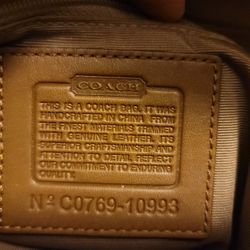 COACH
THIS IS A COACH BAG. IT WAS
HANDCRAFTED IN CHINA FROM
THE FINEST MATERIALS TRIMMED
WITH GENUINE LEATHER. ITS
SUPERIOR CRAFTSMANSHIP AND
ATTENTION TO DETAIL REFLECT
OUR COMMITMENT TO ENDURING
QUALITY.
Nº C0769-10993